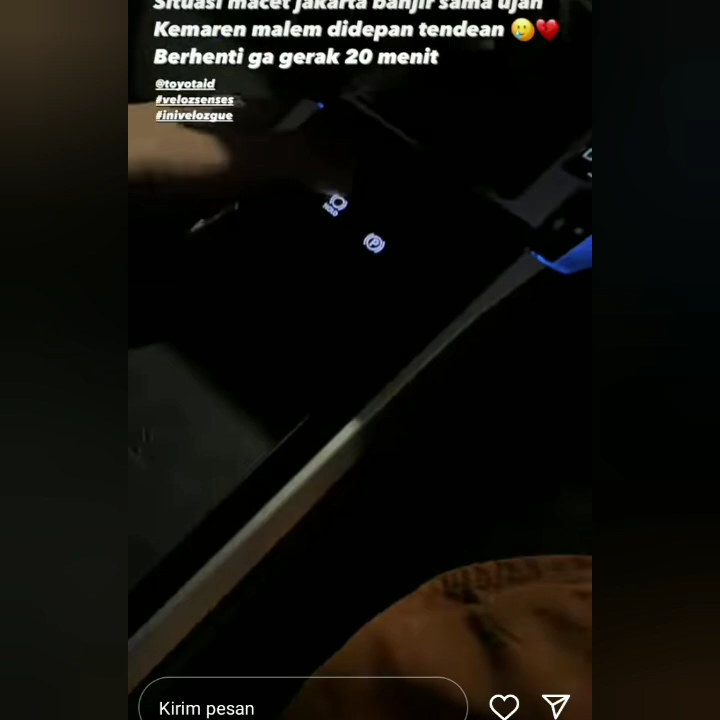 Situasi macet jakarta banjir sama ujan
Kemaren malem didepan tendean 🥲💔
Berhenti ga gerak 20 menit
@toyotaid
#velozsenses
#inivelozgue
HOLD
P
Kirim pesan